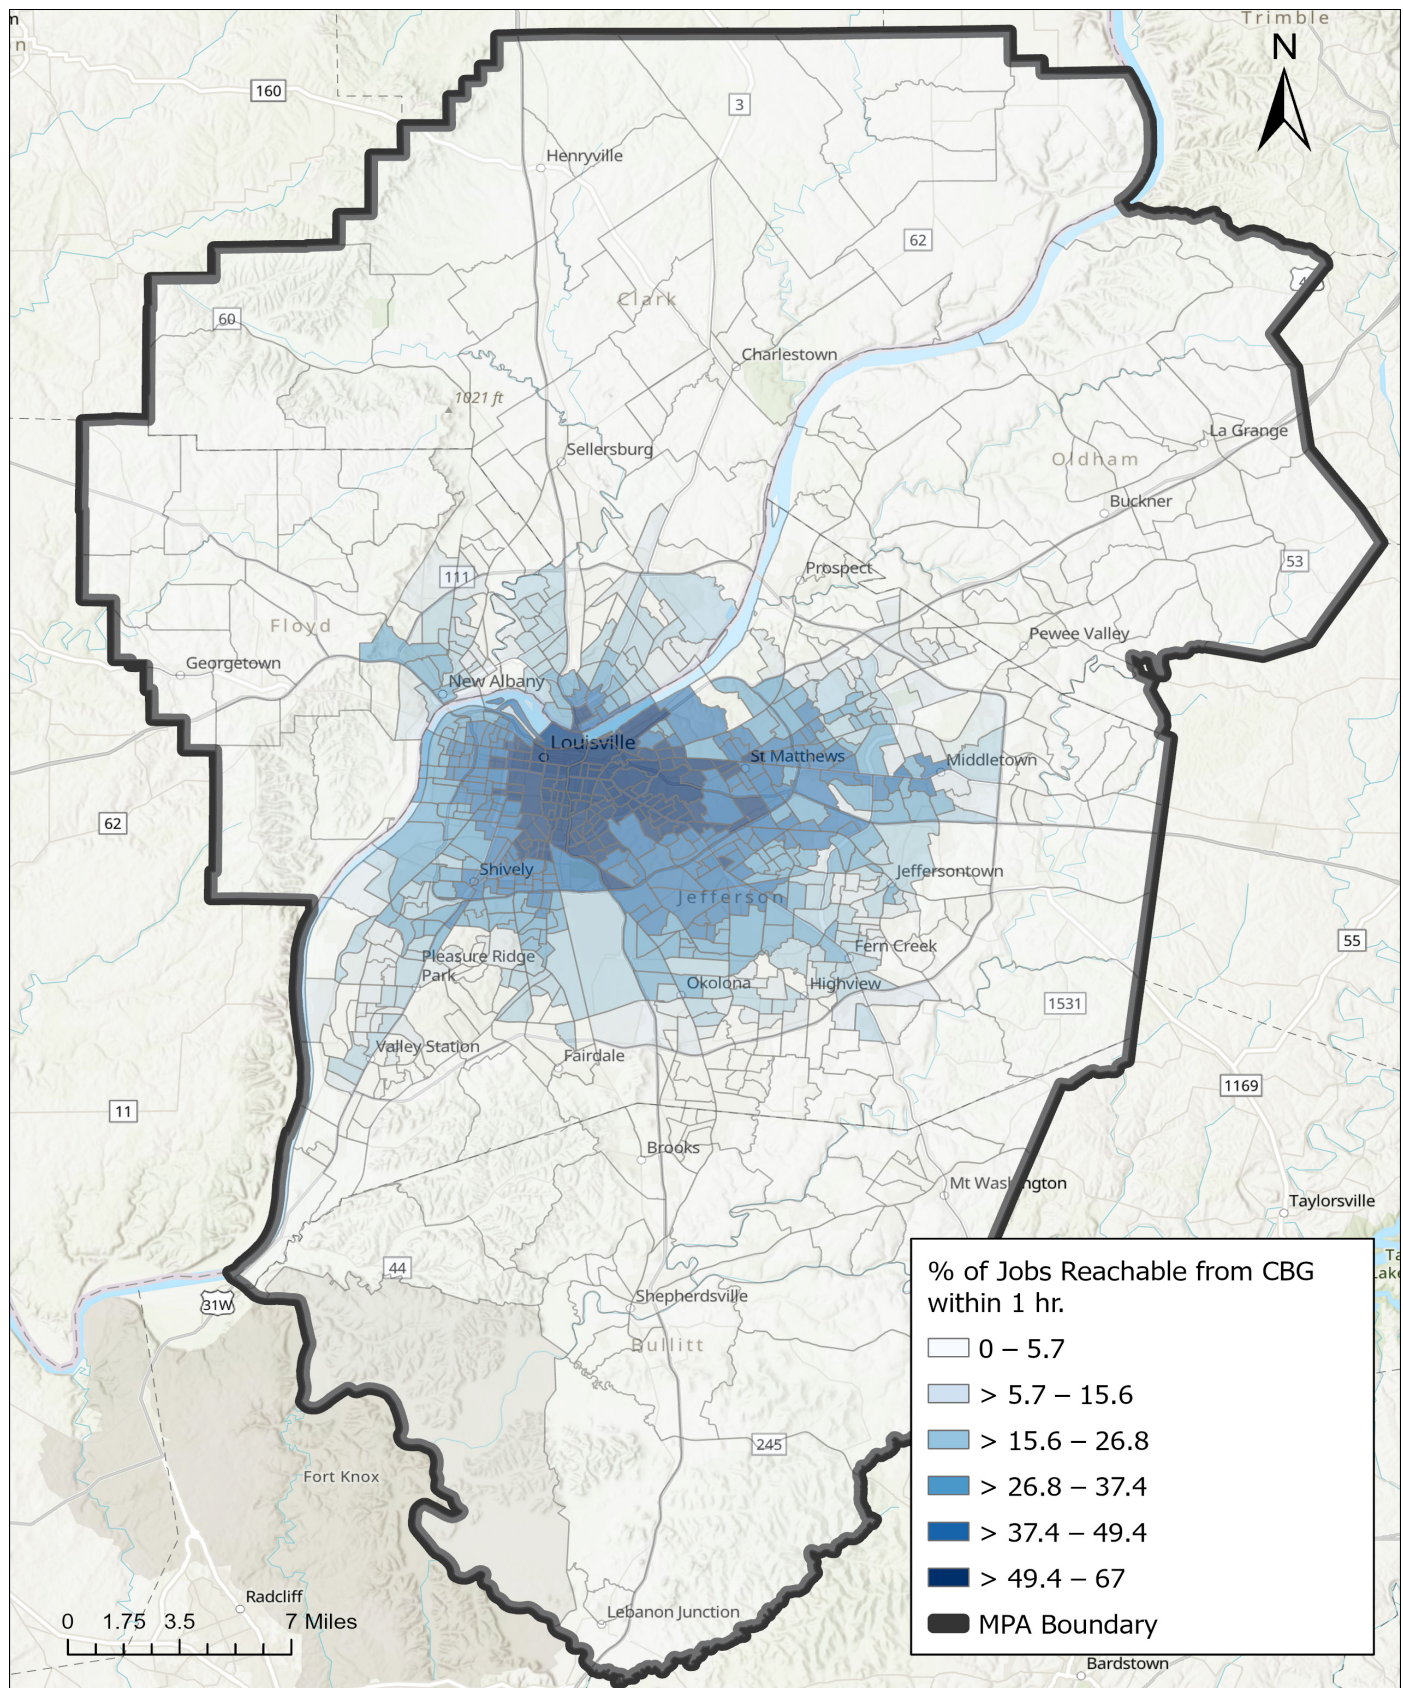 n
n
Trimble
N
160
3
Henryville
62
Clark
60
Charlestown
1021 ft
La Grange
Sellersburg
Oldham
Buckner
53
111
Prospect
Floyd
Pewee Valley
Georgetown
New Albany
Louisville
St Matthews
Middletown
62
Shively
Jeffersontown
Jefferson
55
Fern Creek
Pleasure Ridge
Park
Okolona
Highview
1531
Valley Station
Fairdale
1169
11
Brooks
Mt Washington
Taylorsville
44
31W
Shepherdsville
Bullitt
Ta
Lake
245
Fort Knox
Radcliff
Lebanon Junction
Bardstown
0 1.75 3.5 7 Miles
% of Jobs Reachable from CBG
within 1 hr.
0 – 5.7
> 5.7 – 15.6
> 15.6 – 26.8
> 26.8 – 37.4
> 37.4 – 49.4
> 49.4 – 67
MPA Boundary